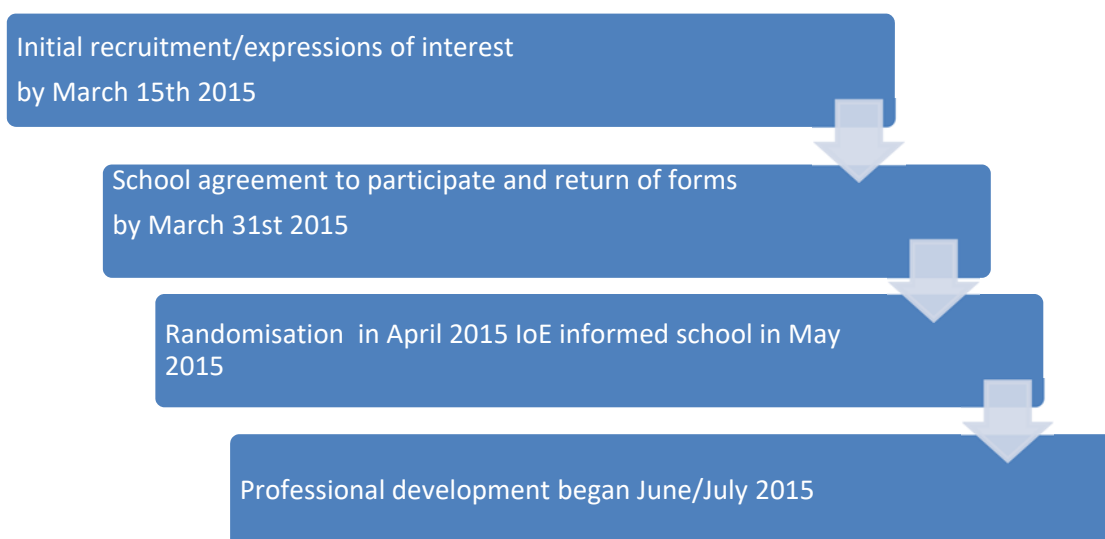 Initial recruitment/expressions of interest
by March 15th 2015
School agreement to participate and return of forms
by March 31st 2015
Randomisation  in April 2015 IoE informed school in May
2015
Professional development began June/July 2015